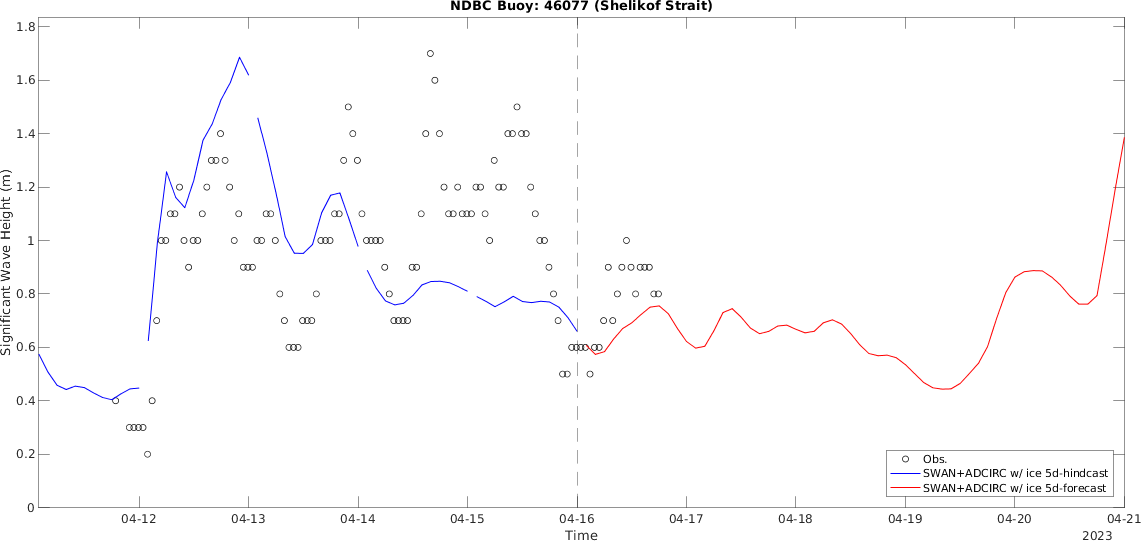 NDBC Buoy: 46077 (Shelikof Strait)
1.8
1.6
1.4
1.2
1
0.8
0.6
0.4
0.2
0
Significant Wave Height (m)
Obs.
SWAN+ADCIRC w/ ice 5d-hindcast
SWAN+ADCIRC w/ ice 5d-forecast
04-12 04-13 04-14 04-15 04-16 04-17 04-18 04-19 04-20 04-21
Time
2023